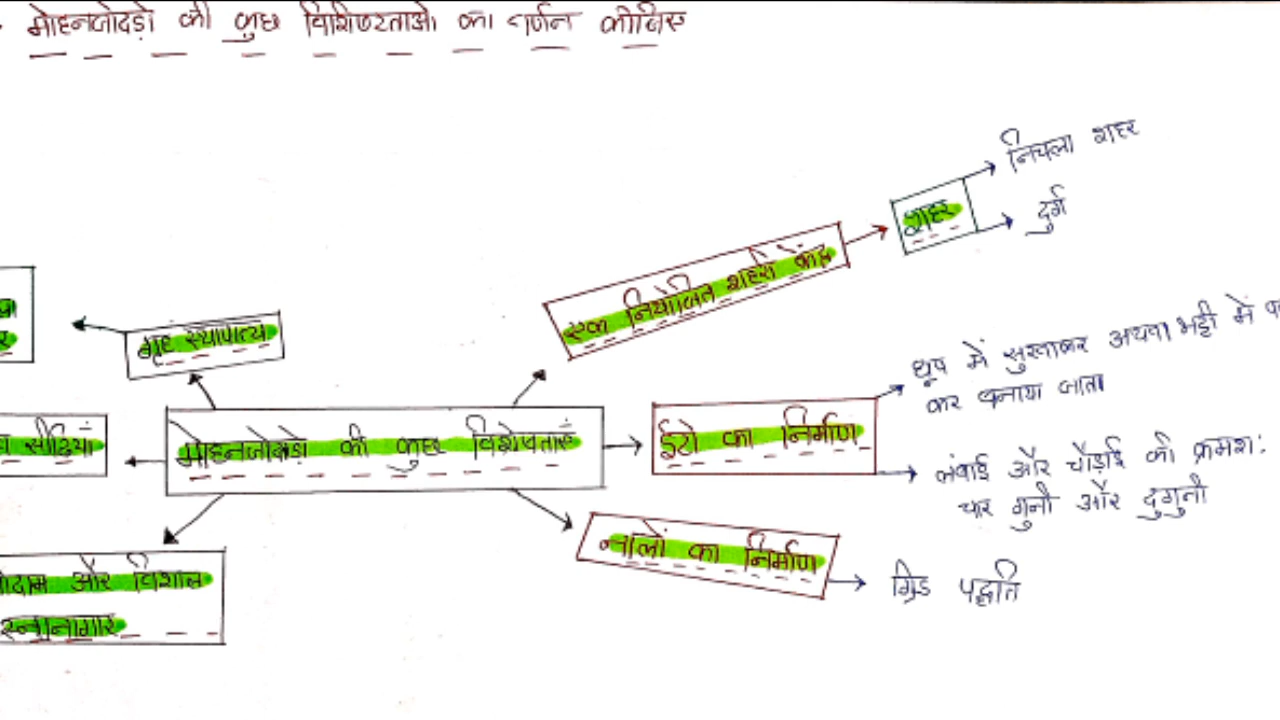 मोहनजोदड़ो की कुछ विशिष्टताओं का वर्णन कीजिए
निचला शहर
शहर
दुर्ग
एक नियोजित शहरी केंद्र
गृह स्थापत्य
धूप में सुखाकर अथवा भट्टी में
कर बनाया जाता
मोहनजोदड़ो की कुछ विशेषताएं
ईटो का निर्माण
सीढ़ियां
लंबाई और चौड़ाई की क्रमश:
चार गुनी और दुगुनी
नालों का निर्माण
ग्रिड पद्धति
और विशाल
स्नानागार